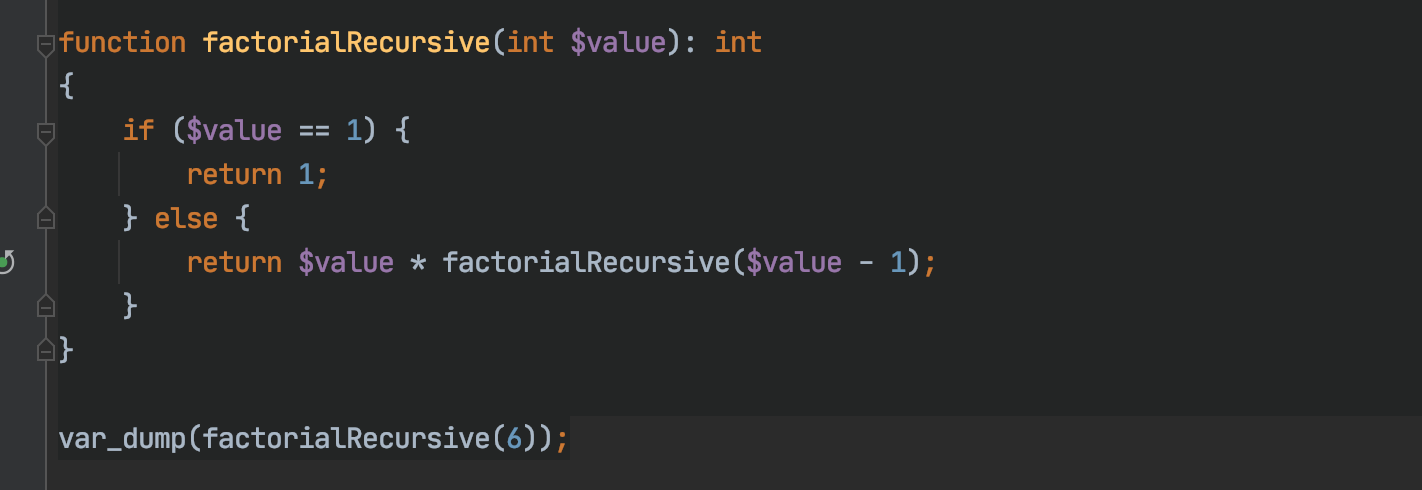 function factorialRecursive(int $value): int
{
    if ($value == 1) {
        return 1;
    } else {
        return $value * factorialRecursive($value - 1);
    }
}

var_dump(factorialRecursive(6));